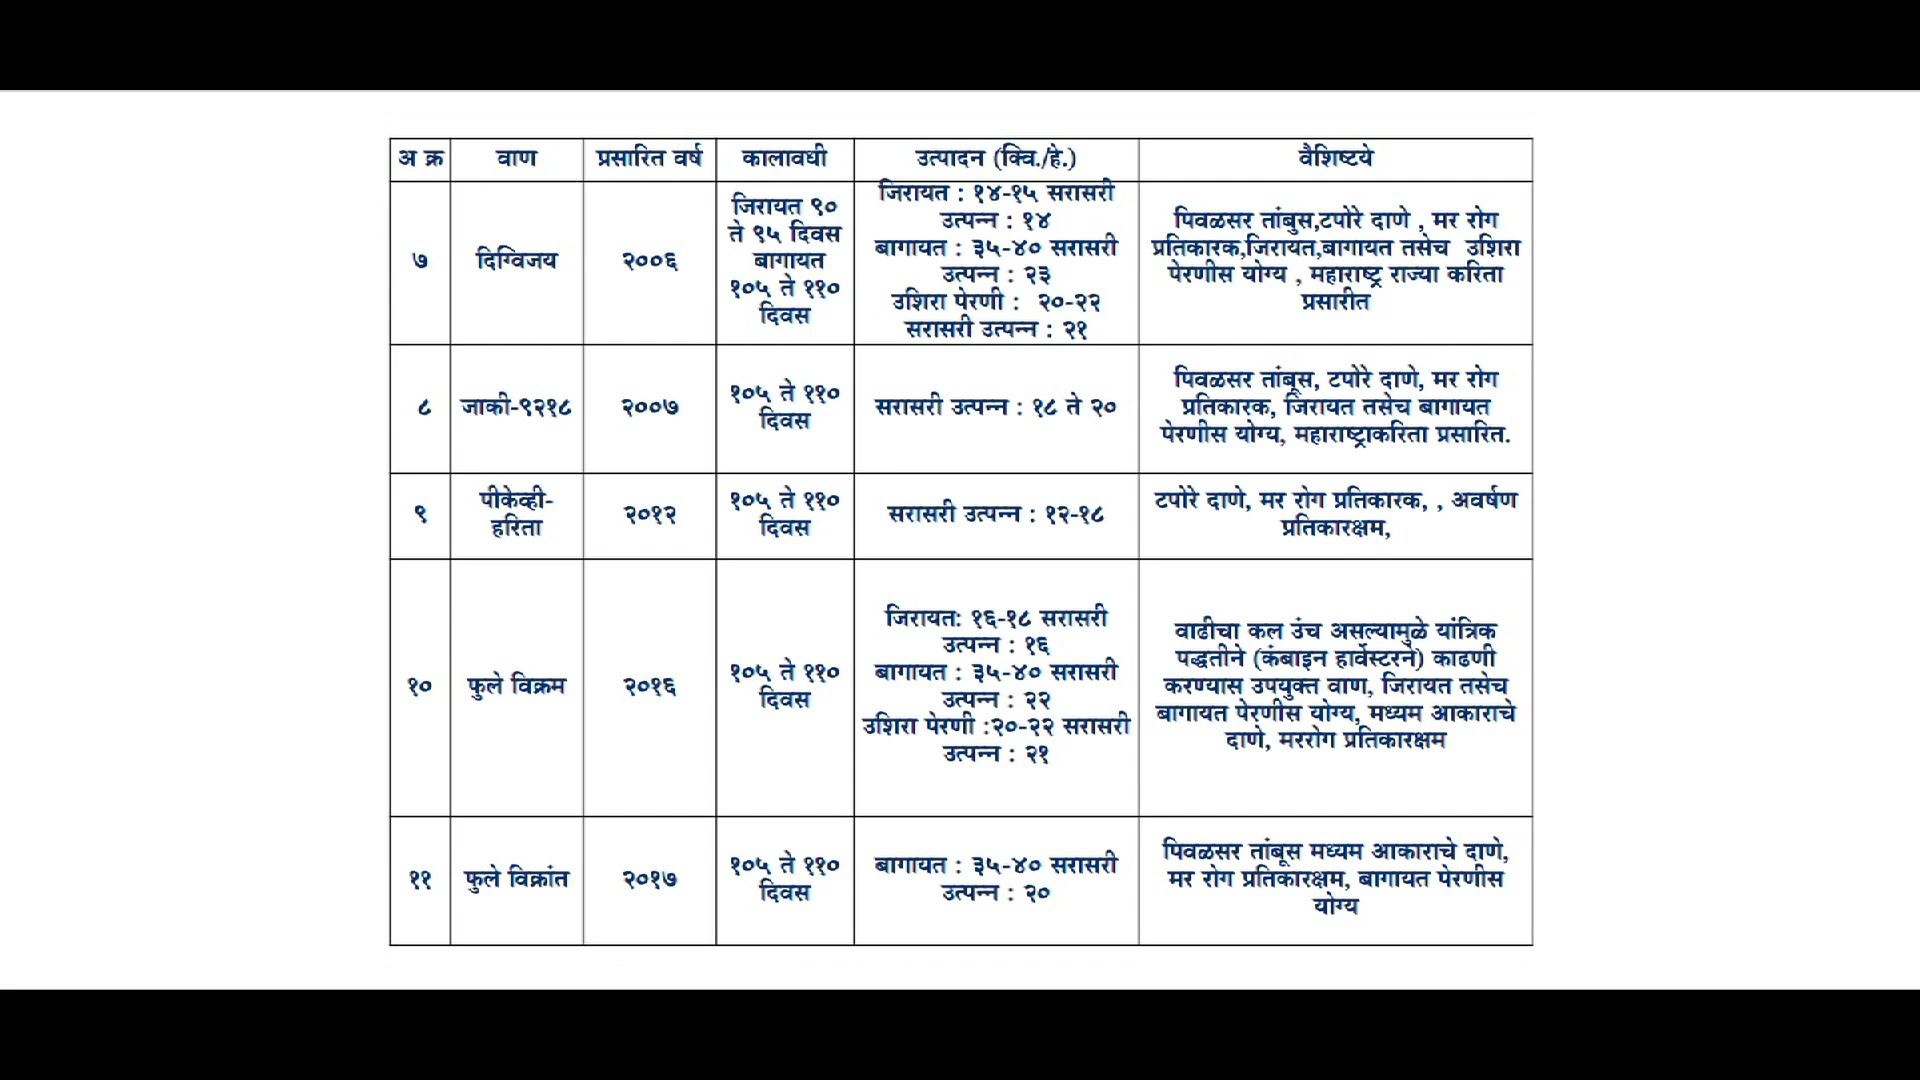 अ क्र वाण प्रसारित वर्ष कालावधी उत्पादन (क्विं./हे.) वैशिष्टये
७ दिग्विजय २००६
जिरायत ९०
ते ९५ दिवस
बागायत
१०५ ते ११०
दिवस
जिरायत : १४-१५ सरासरी
उत्पन्न : १४
बागायत : ३५-४० सरासरी
उत्पन्न : २३
उशिरा पेरणी : २०-२२
सरासरी उत्पन्न : २१
पिवळसर तांबुस,टपोरे दाणे , मर रोग
प्रतिकारक,जिरायत,बागायत तसेच उशिरा
पेरणीस योग्य , महाराष्ट्र राज्या करिता
प्रसारीत
८ जाकी-९२१८ २००७
१०५ ते ११०
दिवस
सरासरी उत्पन्न : १८ ते २०
पिवळसर तांबूस, टपोरे दाणे, मर रोग
प्रतिकारक, जिरायत तसेच बागायत
पेरणीस योग्य, महाराष्ट्राकरिता प्रसारित.
९
पीकेव्ही-
हरिता
२०१२
१०५ ते ११०
दिवस
सरासरी उत्पन्न : १२-१८
टपोरे दाणे, मर रोग प्रतिकारक, , अवर्षण
प्रतिकारक्षम,
१० फुले विक्रम २०१६
१०५ ते ११०
दिवस
जिरायत: १६-१८ सरासरी
उत्पन्न : १६
बागायत : ३५-४० सरासरी
उत्पन्न : २२
उशिरा पेरणी :२०-२२ सरासरी
उत्पन्न : २१
वाढीचा कल उंच असल्यामुळे यांत्रिक
पद्धतीने (कंबाइन हार्वेस्टरने) काढणी
करण्यास उपयुक्त वाण, जिरायत तसेच
बागायत पेरणीस योग्य, मध्यम आकाराचे
दाणे, मररोग प्रतिकारक्षम
११ फुले विक्रांत २०१७
१०५ ते ११०
दिवस
बागायत : ३५-४० सरासरी
उत्पन्न : २०
पिवळसर तांबूस मध्यम आकाराचे दाणे,
मर रोग प्रतिकारक्षम, बागायत पेरणीस
योग्य